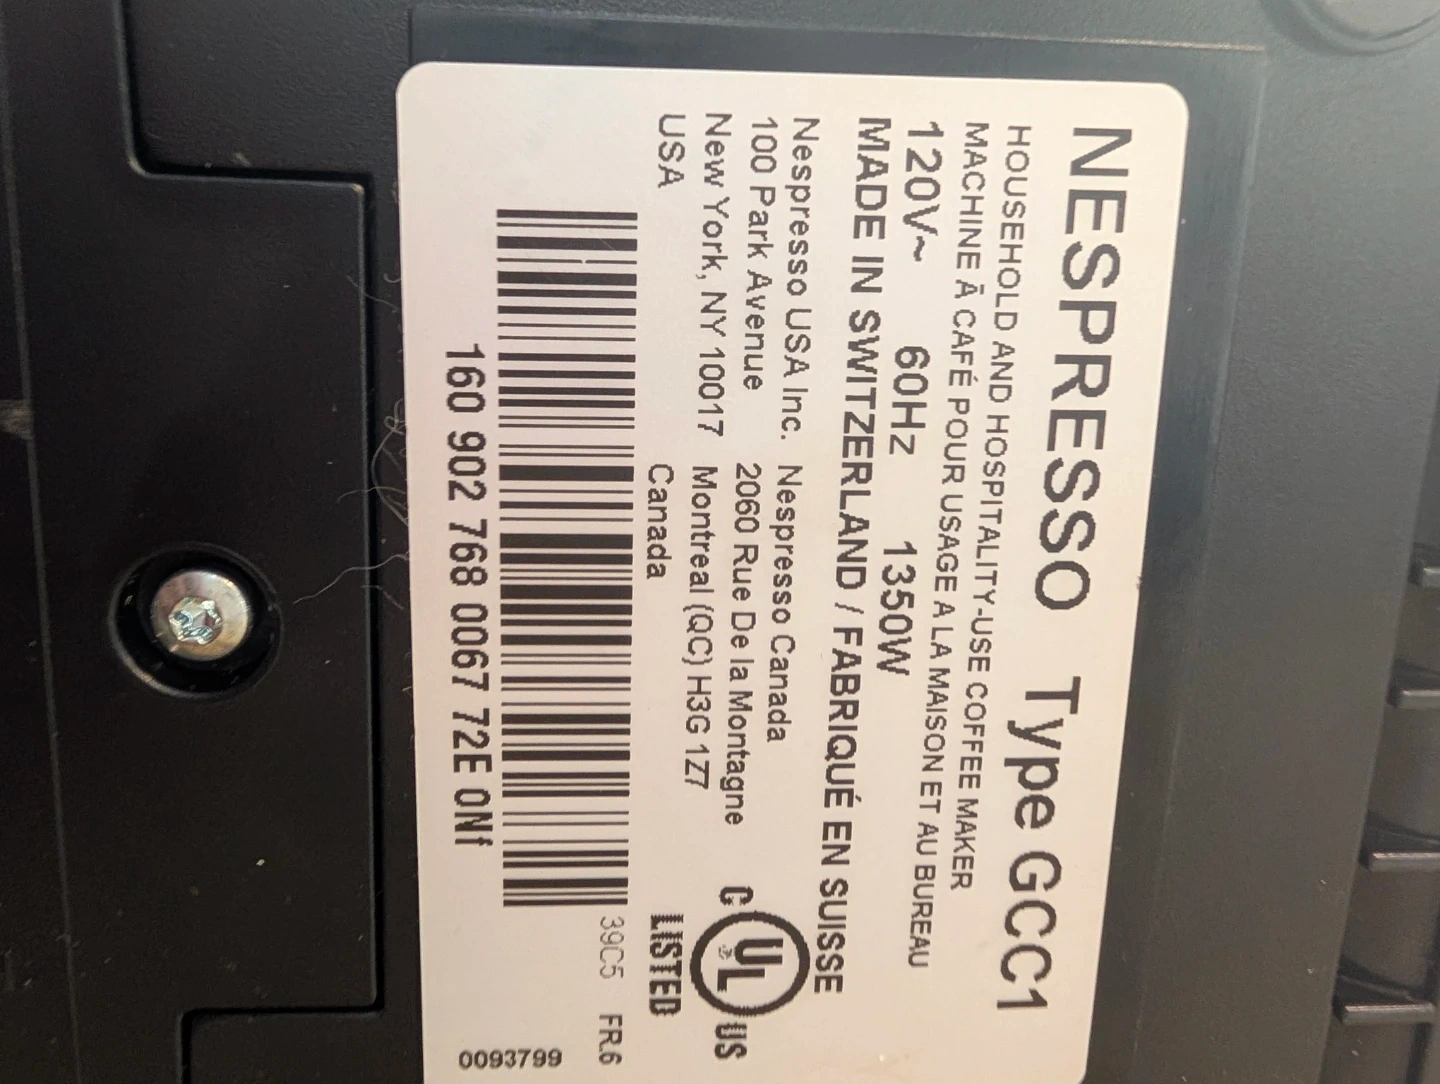 NESPRESSO Type GCC1
HOUSEHOLD AND HOSPITALITY-USE COFFEE MAKER
MACHINE À CAFÉ POUR USAGE A LA MAISON ET AU BUREAU
120V~ 60Hz 1350W
MADE IN SWITZERLAND / FABRIQUÉ EN SUISSE
Nespresso USA Inc. Nespresso Canada
100 Park Avenue 2060 Rue De la Montagne
New York, NY 10017 Montreal (QC) H3G 1Z7
USA Canada
C UL US
LISTED
39C5 FR.6
160 902 768 0067 72E 0Nf
0093799